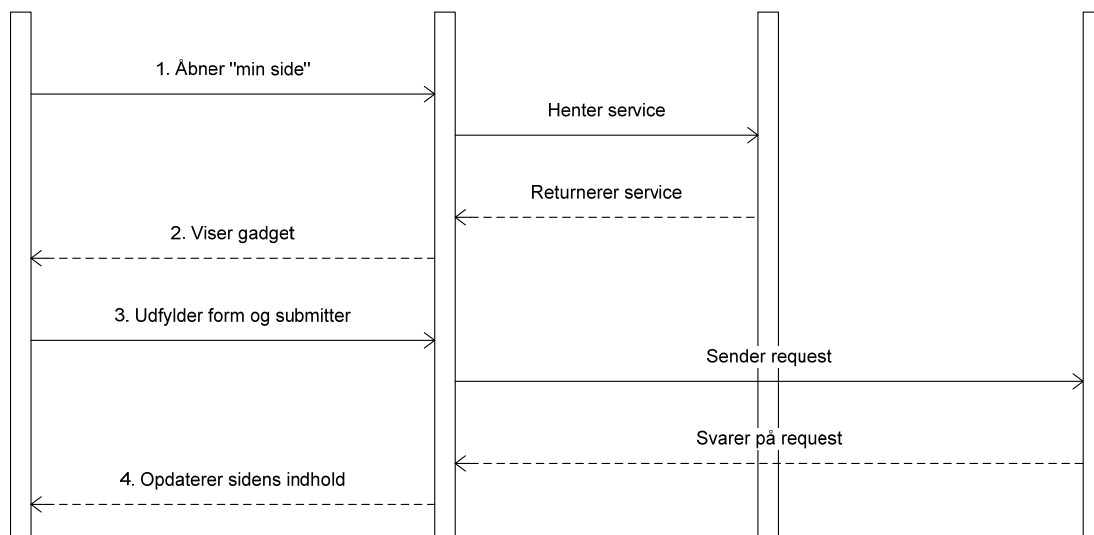 1. Åbner "min side"
Henter service
Returnerer service
2. Viser gadget
3. Udfylder form og submitter
Sender request
Svarer på request
4. Opdaterer sidens indhold